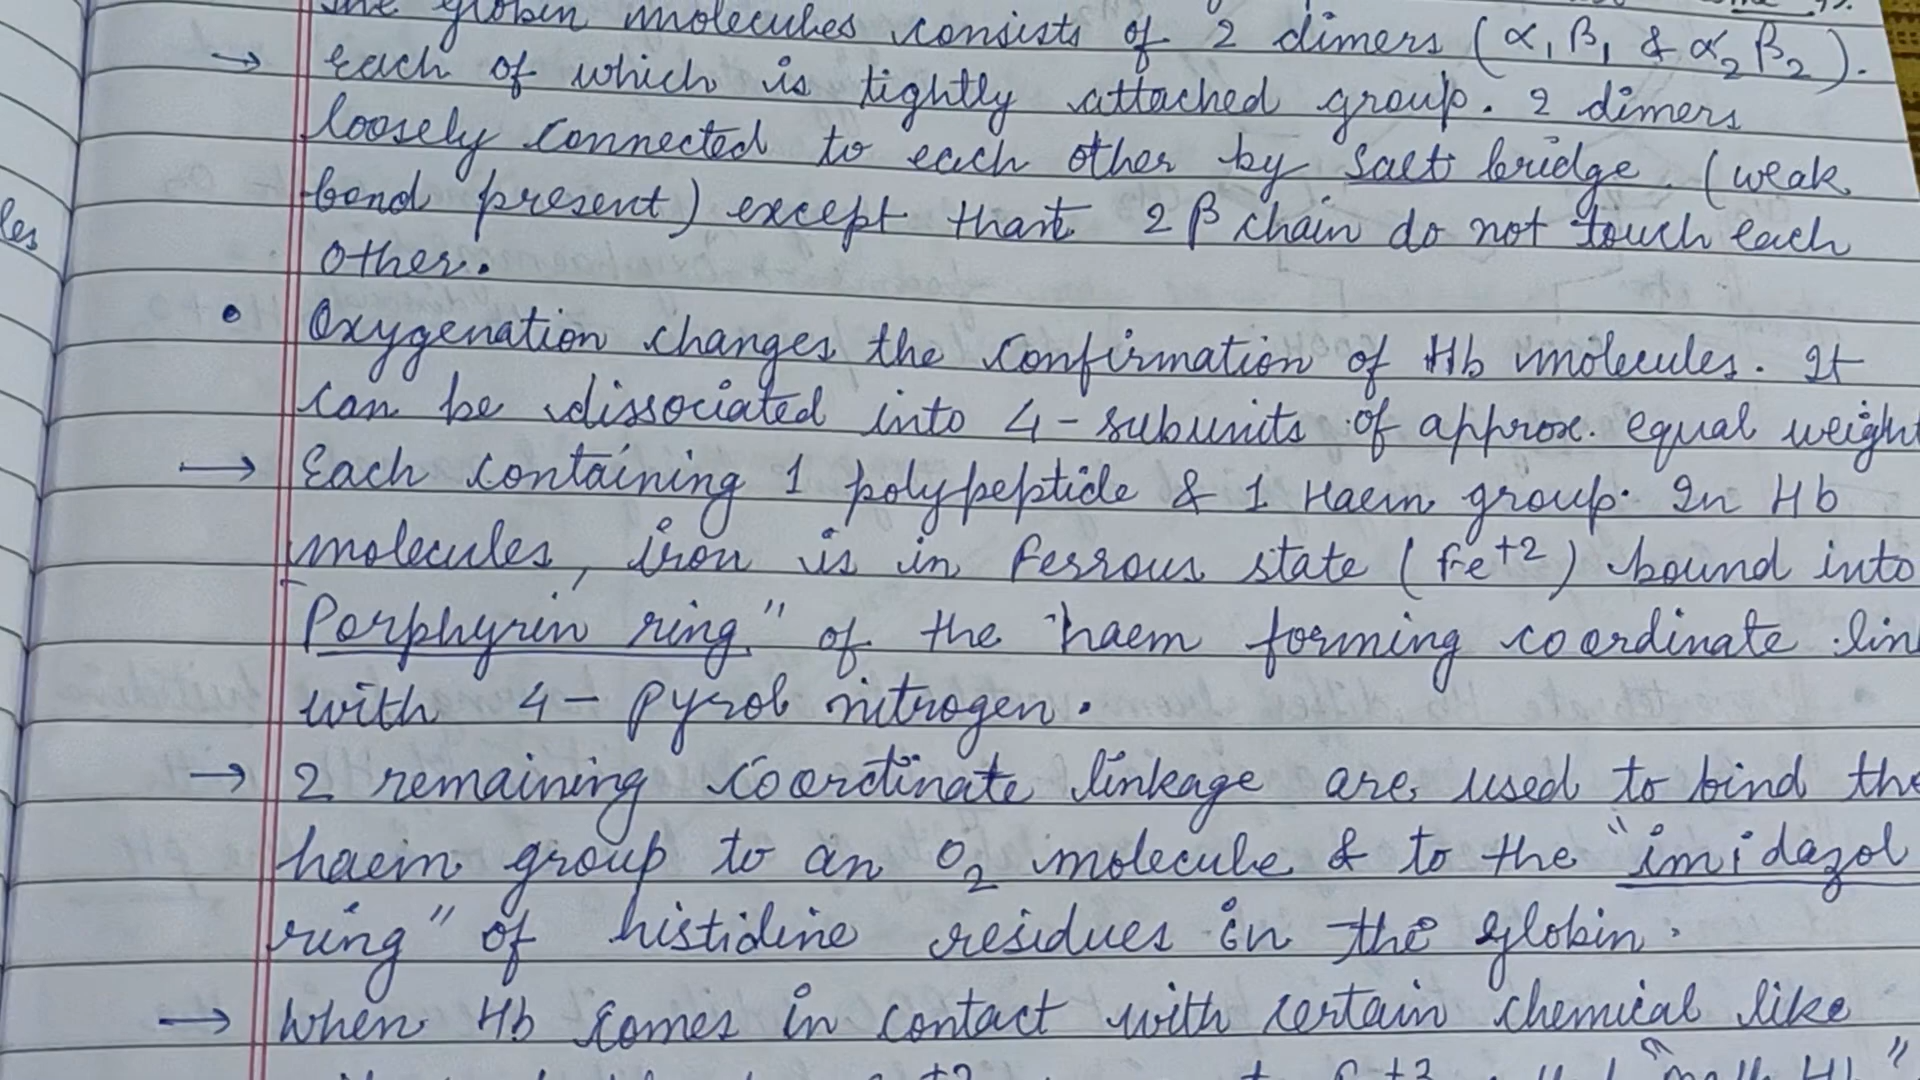 The globin molecules consists of 2 dimers (α₁ β₁ & α₂ β₂).
→ Each of which is tightly attached group. 2 dimers
loosely connected to each other by salt bridge. (weak
bond present) except that 2 β chain do not touch each
les
other.
• Oxygenation changes the confirmation of Hb molecules. It
can be dissociated into 4 - subunits of approx. equal weight
→ Each containing 1 polypeptide & 1 Haem group. In Hb
molecules, iron is in ferrous state (fe⁺²) bound into
"Porphyrin ring" of the haem forming coordinate lin
with 4 - pyrol nitrogen.
→ 2 remaining coordinate linkage are used to bind the
haem group to an O₂ molecule & to the "imidazol
ring" of histidine residues in the globin.
→ When Hb comes in contact with certain chemical like